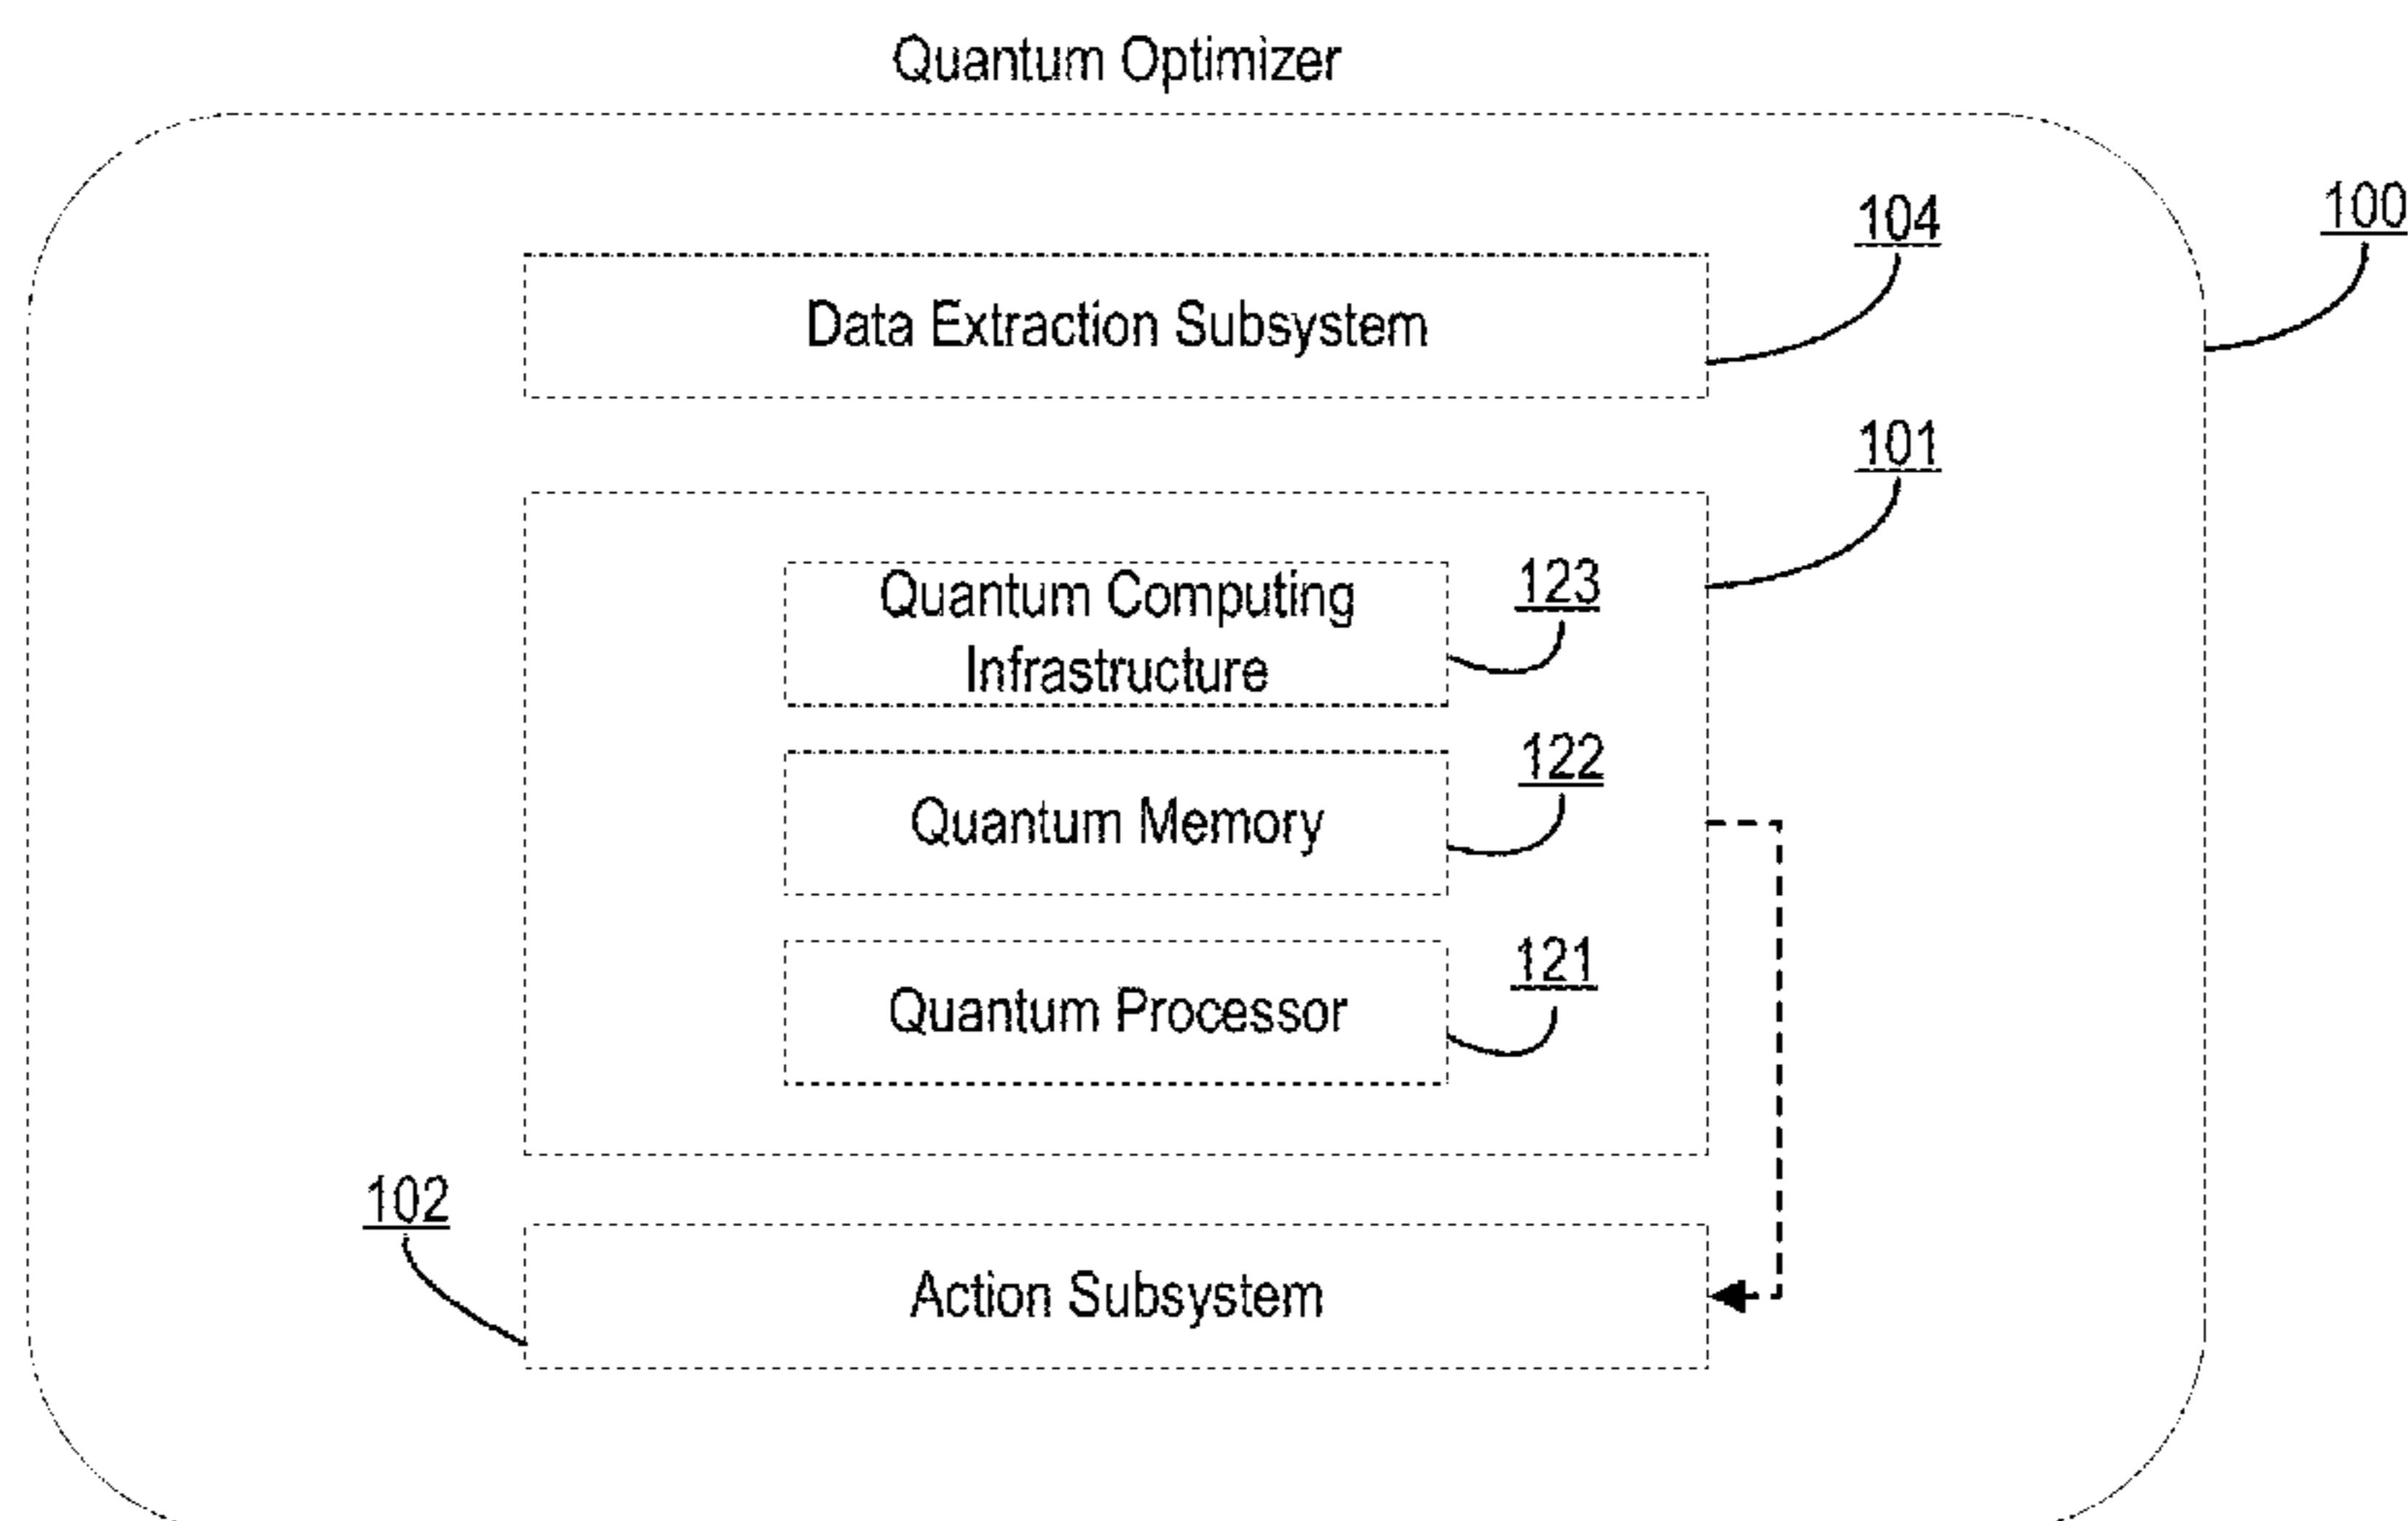 Quantum Optimizer
100
104
Data Extraction Subsystem
101
123
Quantum Computing
Infrastructure
122
Quantum Memory
121
Quantum Processor
102
Action Subsystem